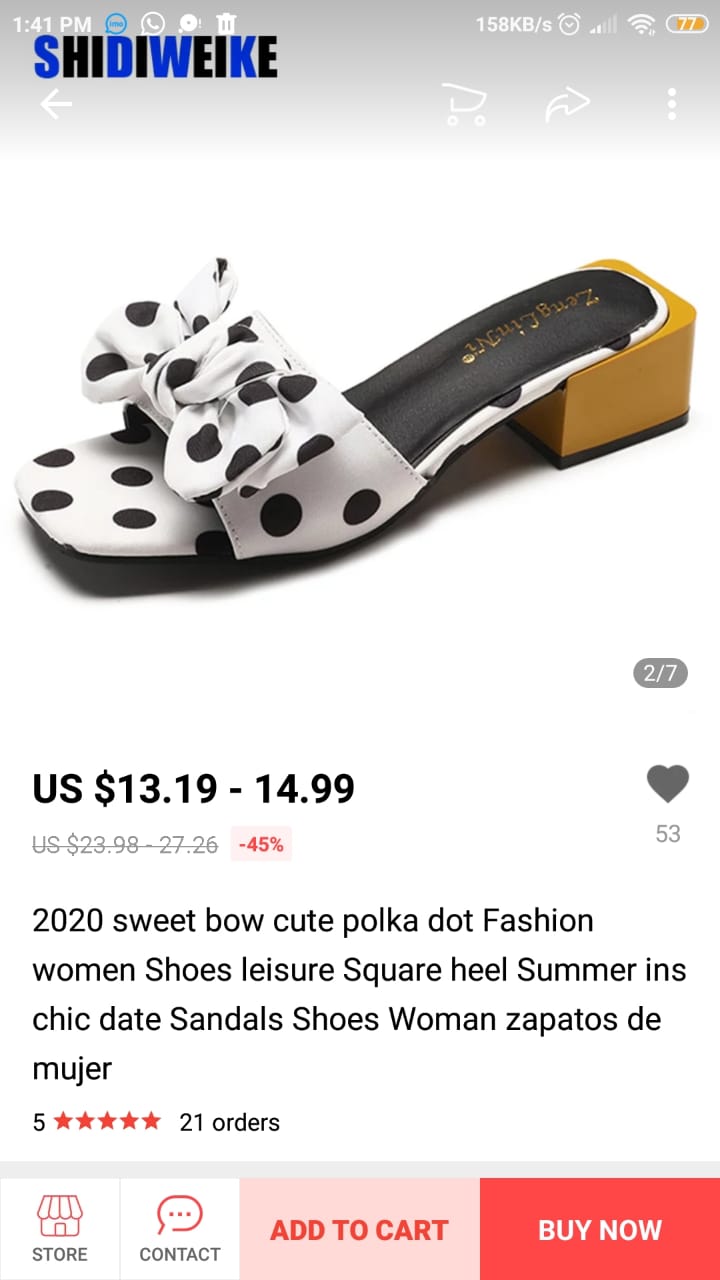 1:41 PM imo 158KB/s 77
SHIDIWEIKE
ZengLinNi
2/7
US $13.19 - 14.99
US $23.98 - 27.26 -45%
53
2020 sweet bow cute polka dot Fashion
women Shoes leisure Square heel Summer ins
chic date Sandals Shoes Woman zapatos de
mujer
5 21 orders
STORE CONTACT ADD TO CART BUY NOW